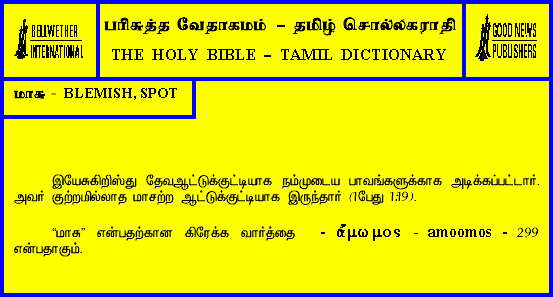 BELLWETHER
INTERNATIONAL
பரிசுத்த வேதாகமம் – தமிழ் சொல்லகராதி
THE HOLY BIBLE – TAMIL DICTIONARY
GOOD NEWS
PUBLISHERS
மாசு - BLEMISH, SPOT
இயேசுகிறிஸ்து தேவஆட்டுக்குட்டியாக நம்முடைய பாவங்களுக்காக அடிக்கப்பட்டார்.
அவர் குற்றமில்லாத மாசற்ற ஆட்டுக்குட்டியாக இருந்தார் (1பேது 1:19).
“மாசு” என்பதற்கான கிரேக்க வார்த்தை - ἄμωμος - amoomos - 299
என்பதாகும்.